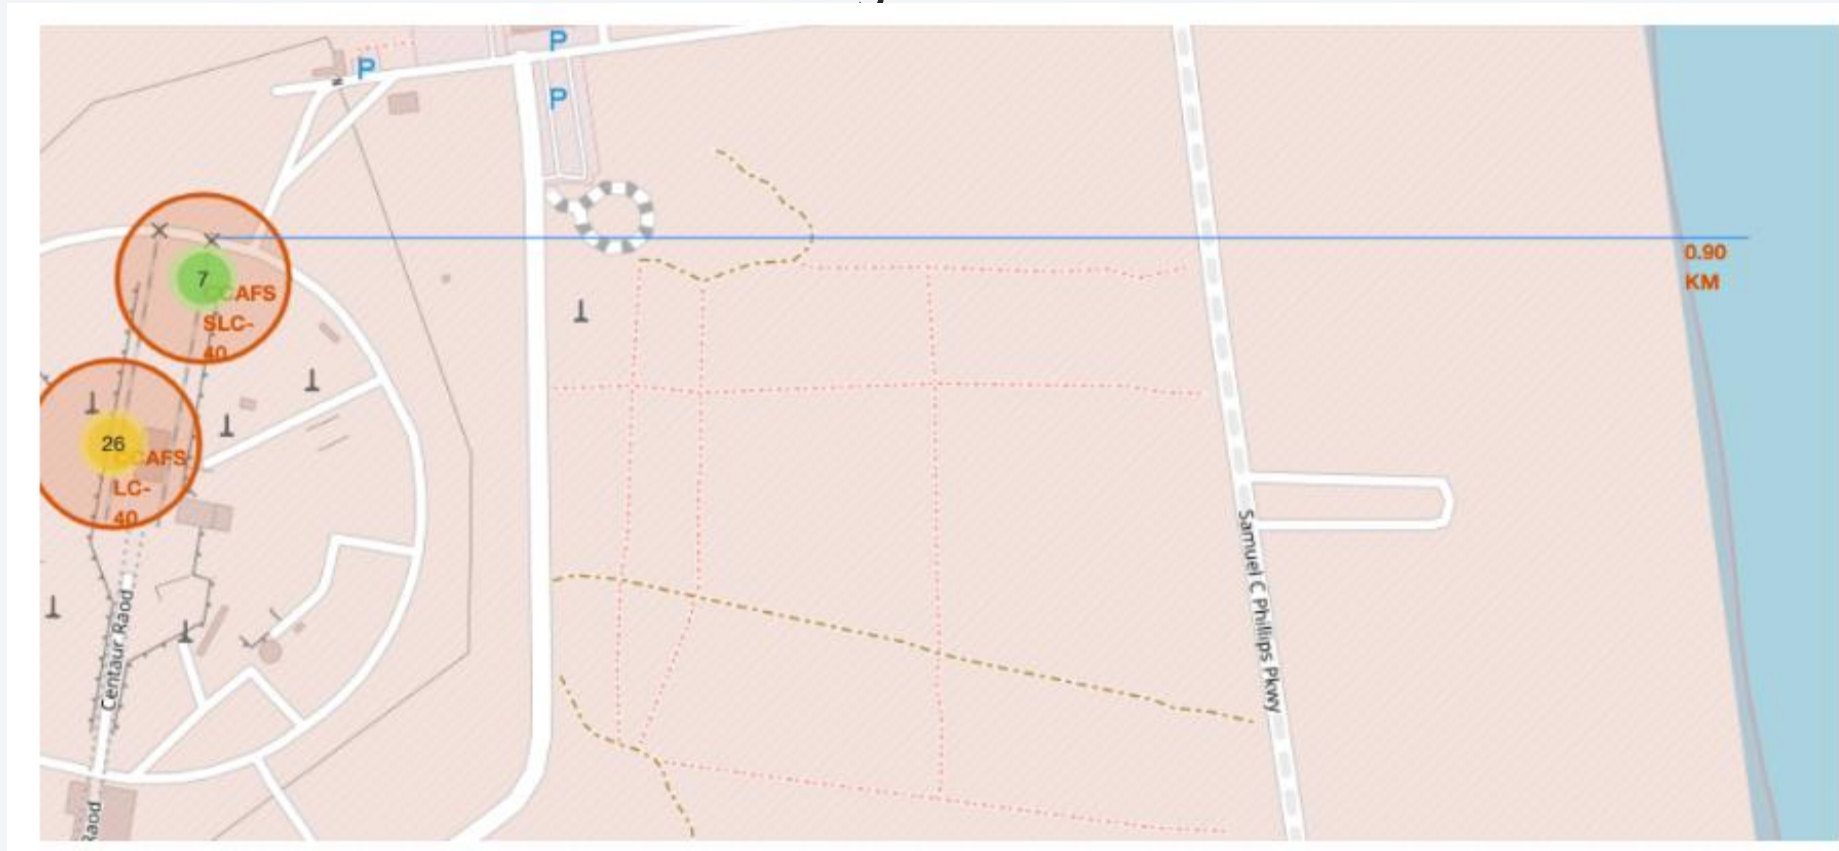 P
P
P
0.90
KM
7
CCAFS
SLC-
40
26
CCAFS
LC-
40
Samuel C Phillips Pkwy
Centaur Raod
Raod